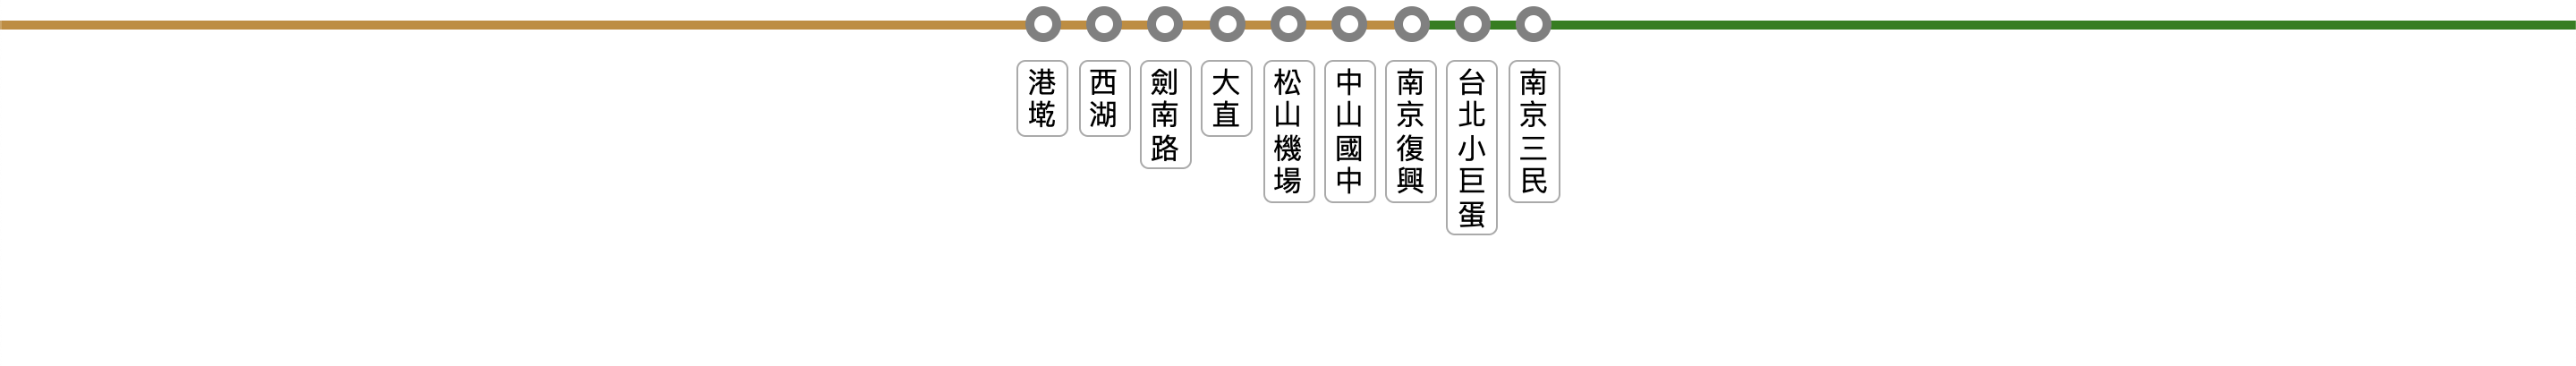 港墘
西湖
劍南路
大直
松山機場
中山國中
南京復興
台北小巨蛋
南京三民